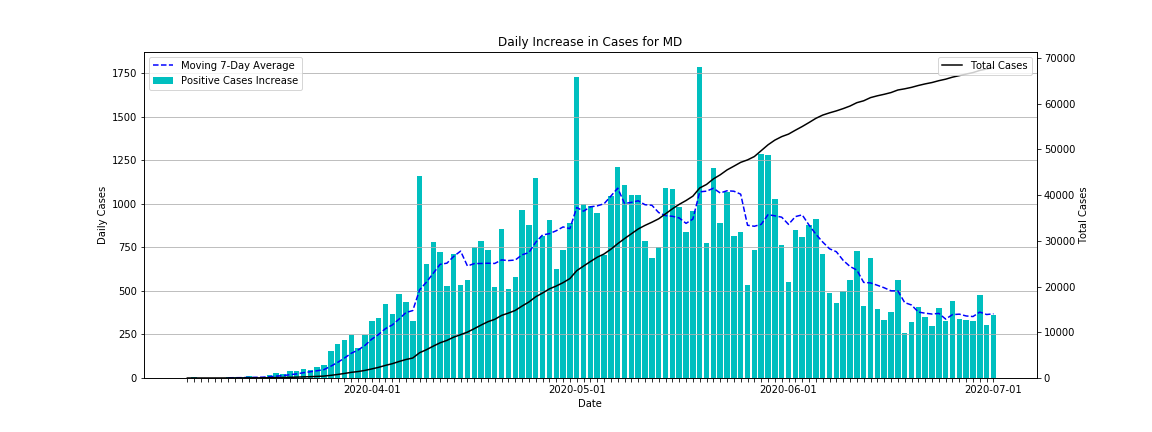 Daily Increase in Cases for MD
Moving 7-Day Average
Positive Cases Increase
Total Cases
1750
1500
1250
1000
750
500
250
0
Daily Cases
70000
60000
50000
40000
30000
20000
10000
0
Total Cases
2020-04-01
2020-05-01
2020-06-01
2020-07-01
Date